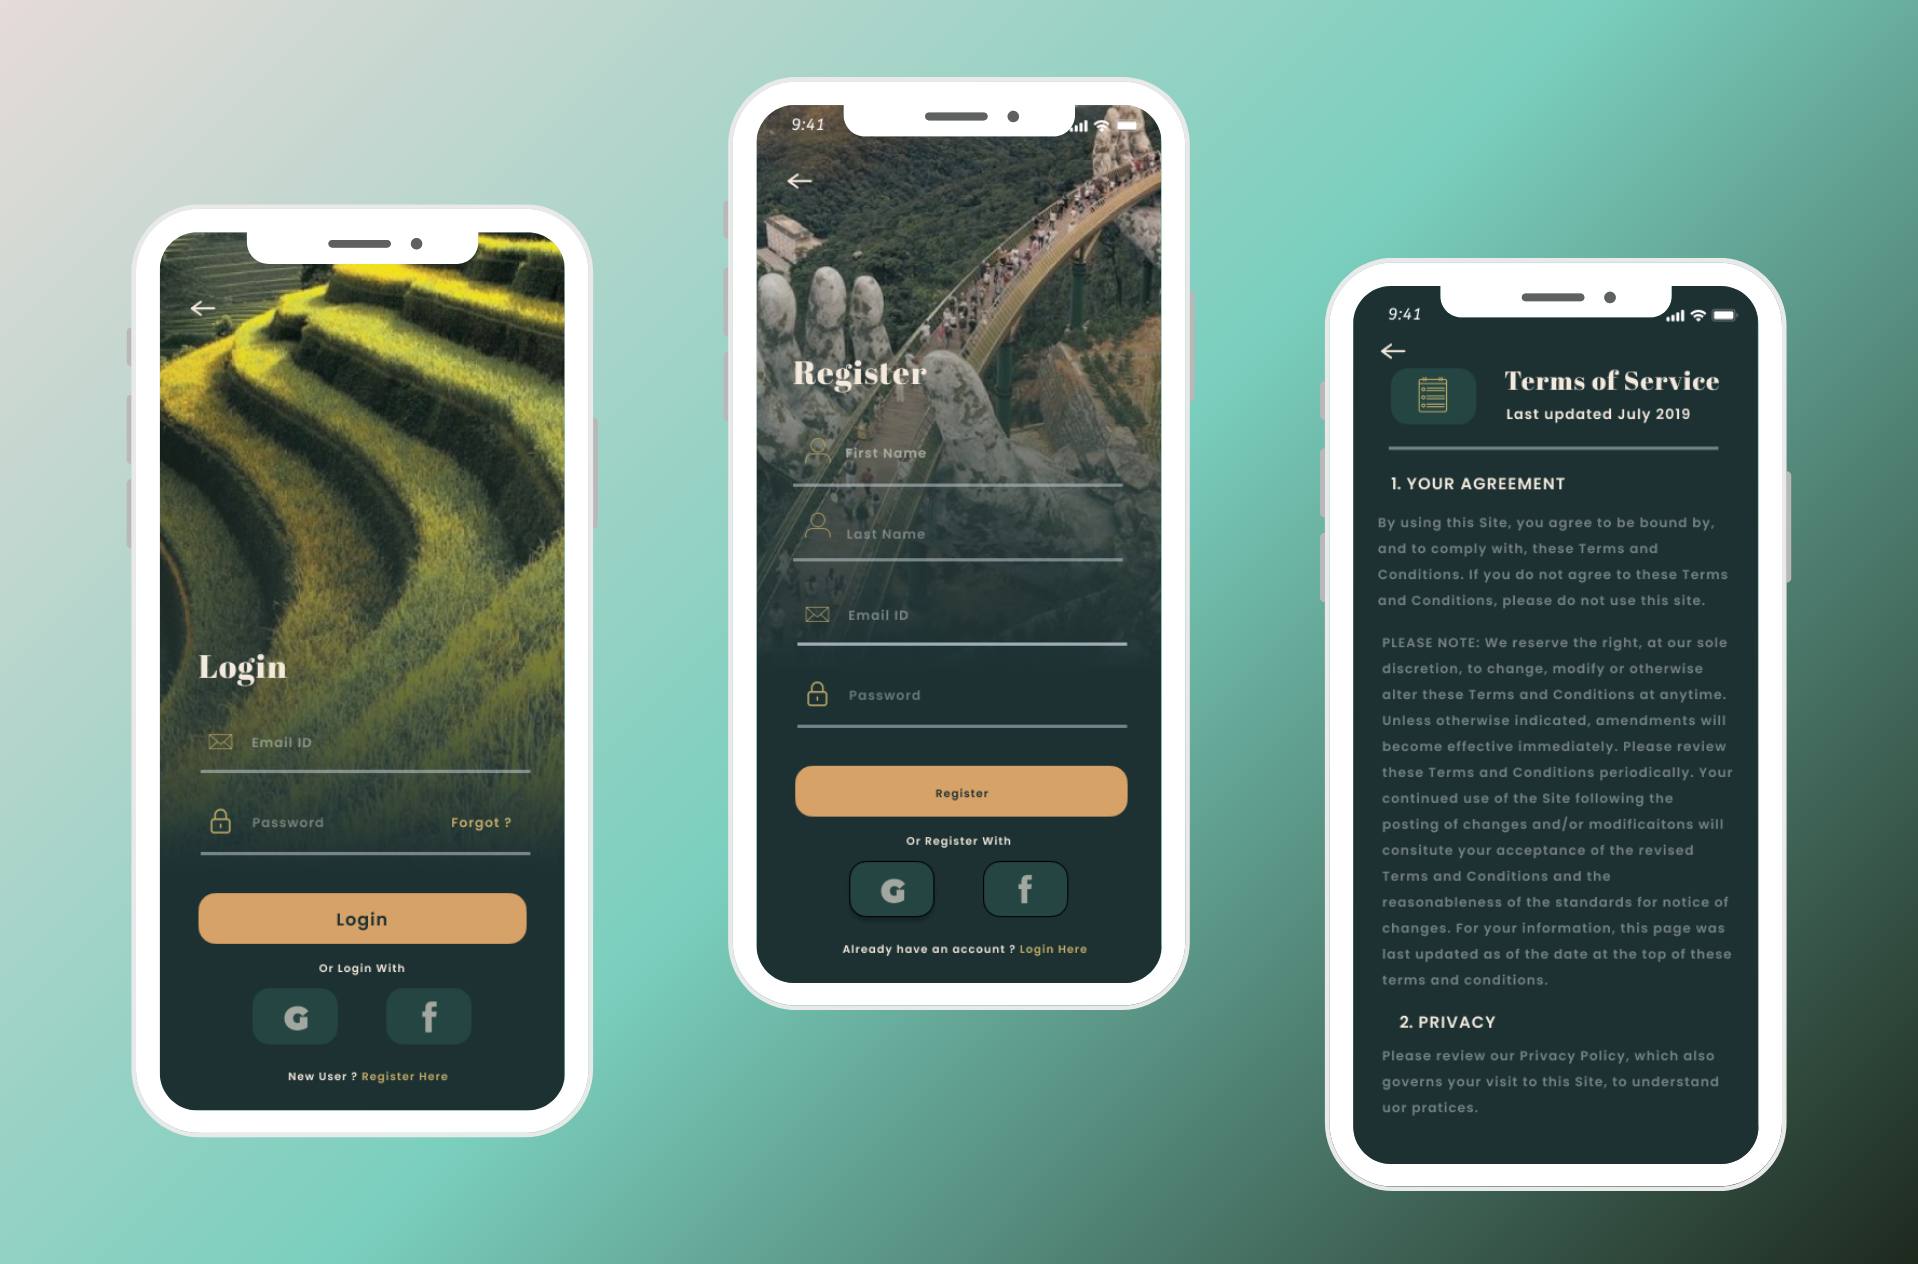 Login
Email ID
Password
Forgot ?
Login
Or Login With
G
f
New User ? Register Here
9:41
Register
First Name
Last Name
Email ID
Password
Register
Or Register With
G
f
Already have an account ? Login Here
9:41
Terms of Service
Last updated July 2019
1. YOUR AGREEMENT
By using this Site, you agree to be bound by,
and to comply with, these Terms and
Conditions. If you do not agree to these Terms
and Conditions, please do not use this site.
PLEASE NOTE: We reserve the right, at our sole
discretion, to change, modify or otherwise
alter these Terms and Conditions at anytime.
Unless otherwise indicated, amendments will
become effective immediately. Please review
these Terms and Conditions periodically. Your
continued use of the Site following the
posting of changes and/or modificaitons will
consitute your acceptance of the revised
Terms and Conditions and the
reasonableness of the standards for notice of
changes. For your information, this page was
last updated as of the date at the top of these
terms and conditions.
2. PRIVACY
Please review our Privacy Policy, which also
governs your visit to this Site, to understand
uor pratices.